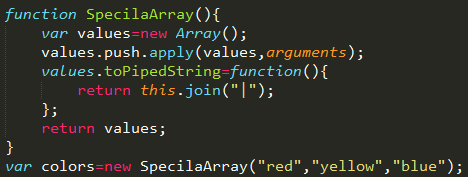 function SpecilaArray(){
    var values=new Array();
    values.push.apply(values,arguments);
    values.toPipedString=function(){
        return this.join("|");
    };
    return values;
}
var colors=new SpecilaArray("red","yellow","blue");